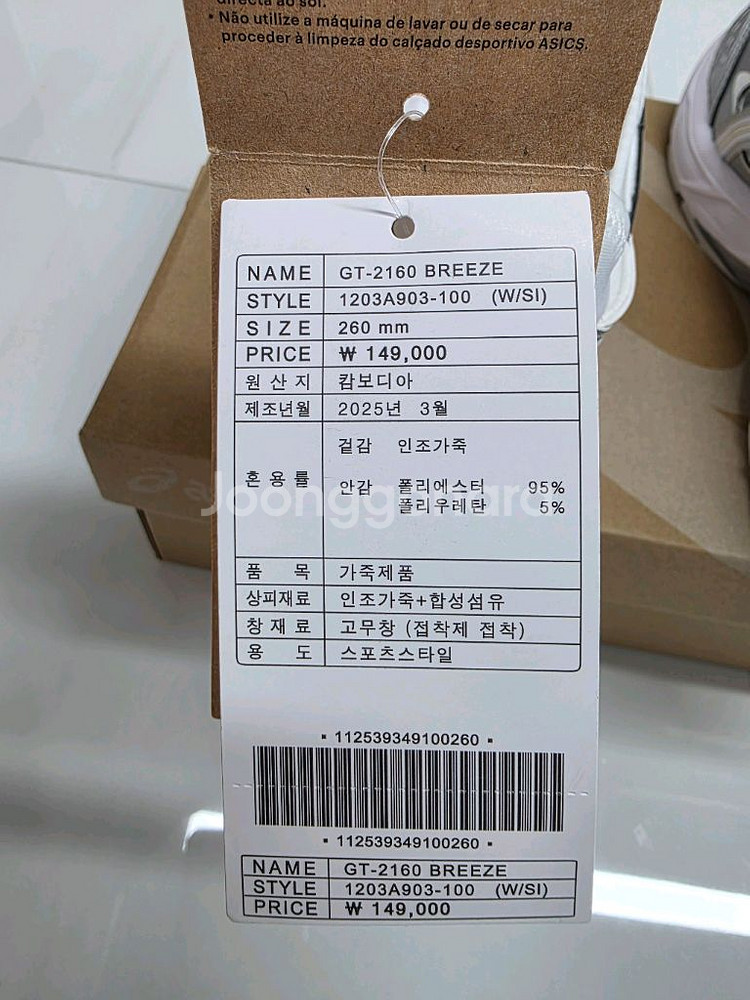 directa ao sol.
• Não utilize a máquina de lavar ou de secar para
proceder à limpeza do calçado desportivo ASICS.
NAME GT-2160 BREEZE
STYLE 1203A903-100 (W/SI)
SIZE 260 mm
PRICE ₩ 149,000
원산지 캄보디아
제조년월 2025년 3월
혼용률 겉감 인조가죽
안감 폴리에스터 95%
폴리우레탄 5%
품목 가죽제품
상피재료 인조가죽+합성섬유
창재료 고무창 (접착제 접착)
용도 스포츠스타일
Joonggonara
▪ 112539349100260 ▪
▪ 112539349100260 ▪
NAME GT-2160 BREEZE
STYLE 1203A903-100 (W/SI)
PRICE ₩ 149,000